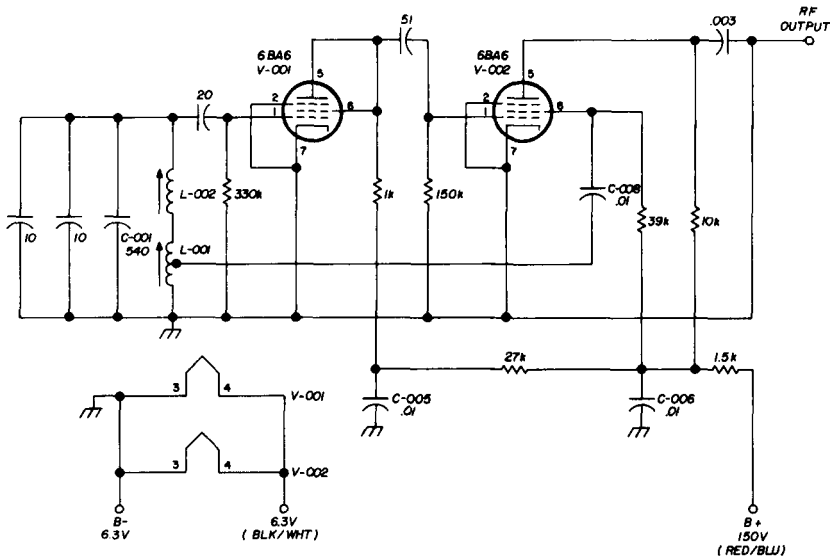 RF
OUTPUT
51
.003
6BA6
V-001
6BA6
V-002
5
5
20
2
1
6
2
1
6
7
7
L-002
330k
1k
150k
C-008
.01
39k
10k
10
10
C-001
540
L-001
27k
1.5k
3
4
V-001
C-005
.01
C-006
.01
3
4
V-002
B-
6.3V
6.3V
(BLK/WHT)
B+
150V
(RED/BLU)